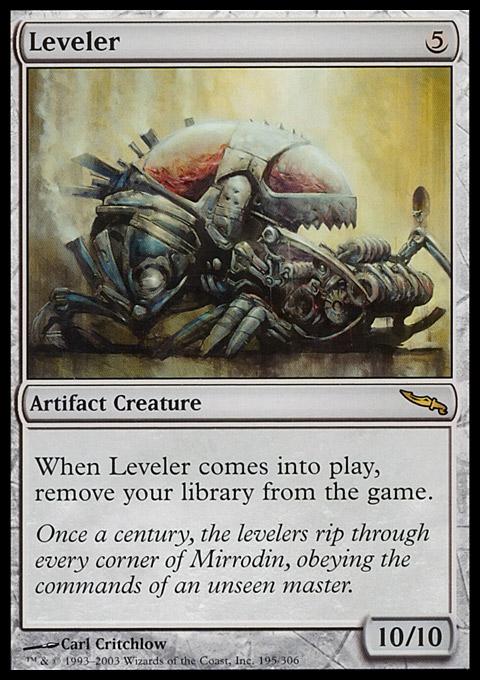 Leveler 5
Artifact Creature
When Leveler comes into play,
remove your library from the game.
Once a century, the levelers rip through
every corner of Mirrodin, obeying the
commands of an unseen master.
Carl Critchlow
10/10
™ & © 1993–2003 Wizards of the Coast, Inc. 195/306